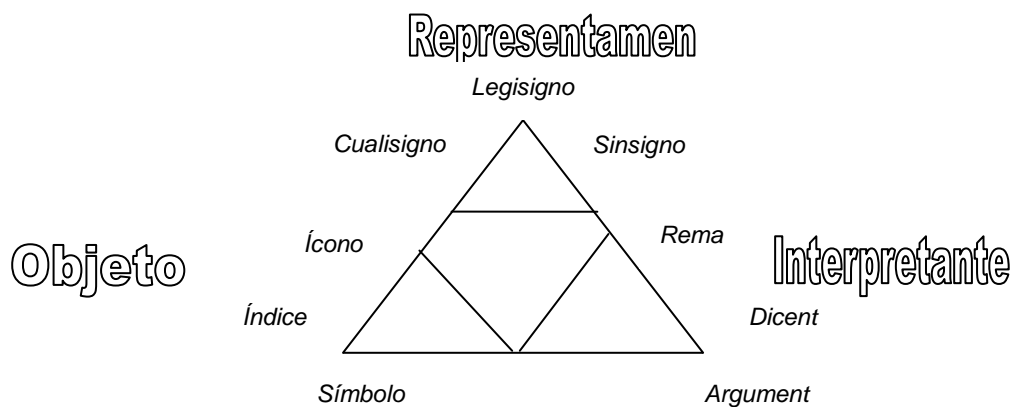 Representamen
Legisigno
Cualisigno
Sinsigno
Ícono
Rema
Objeto
Interpretante
Índice
Dicent
Símbolo
Argument